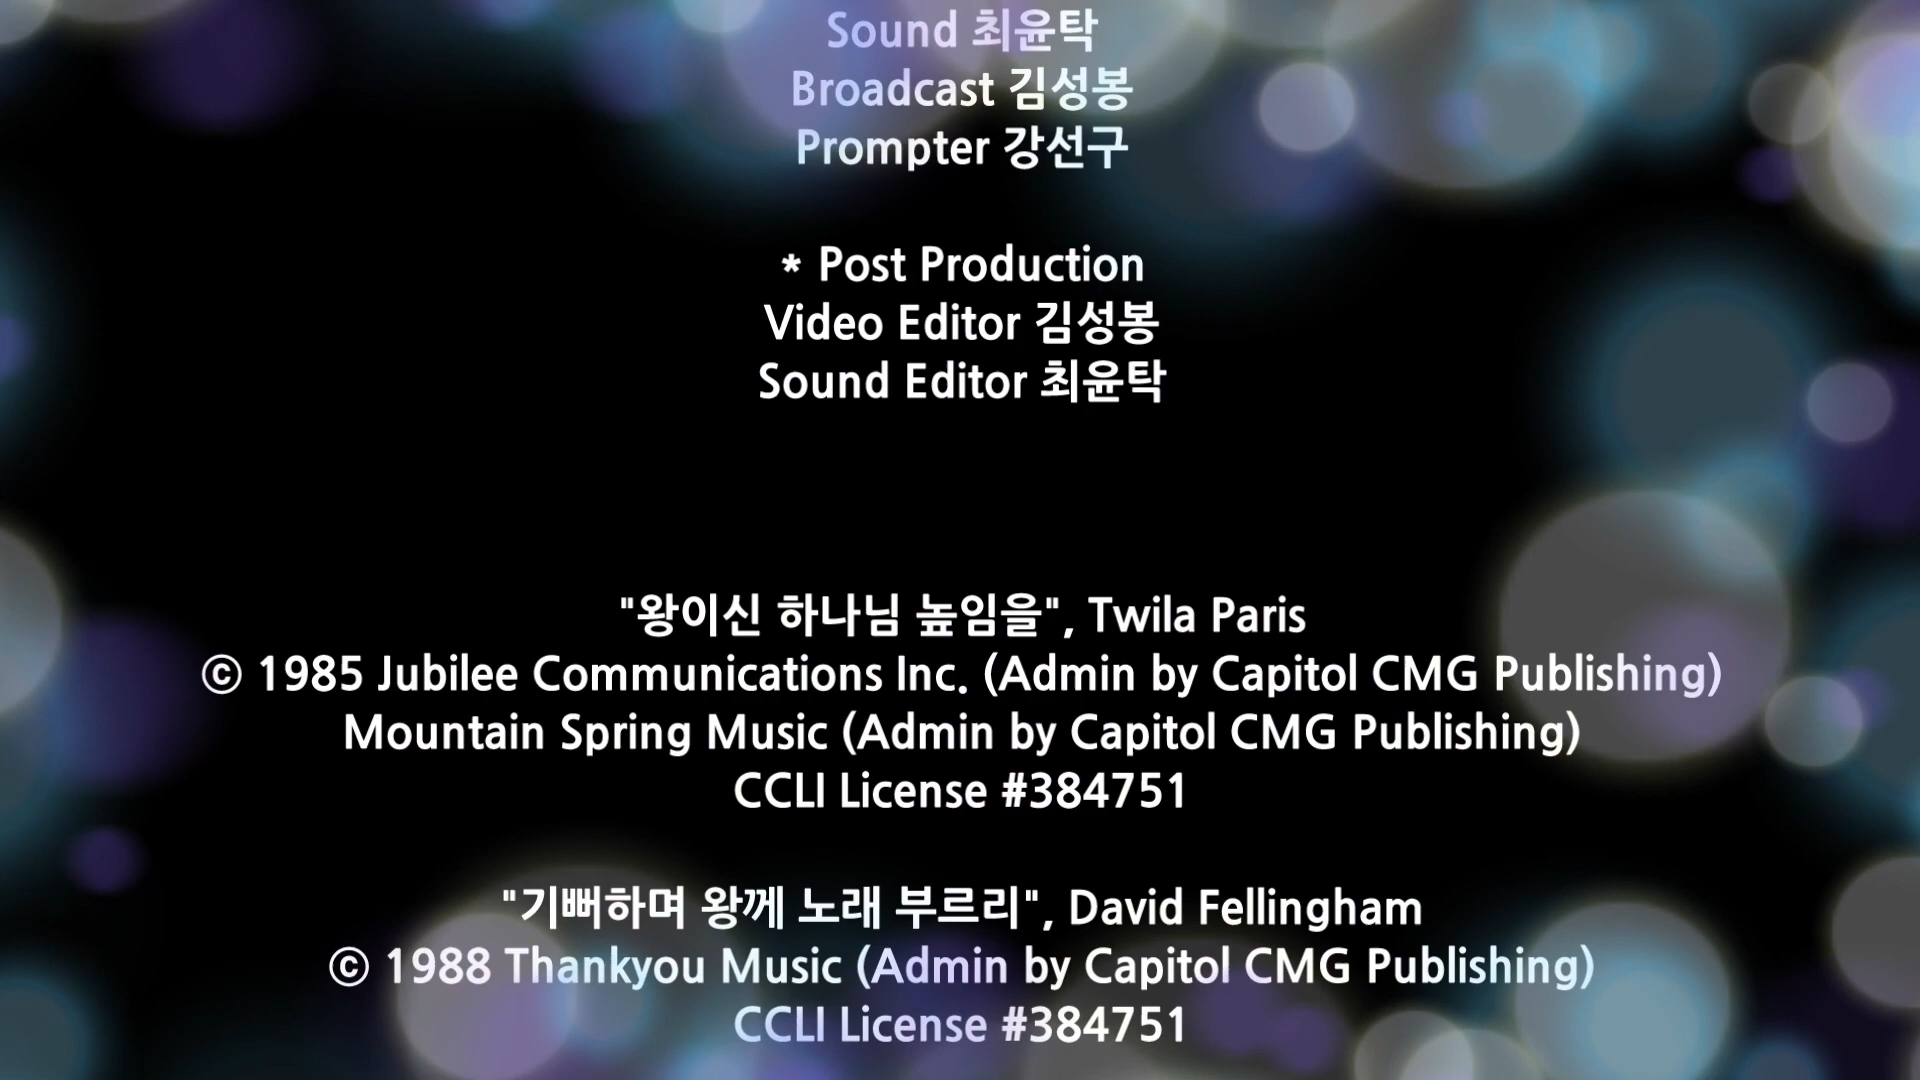 Sound 최윤탁
Broadcast 김성봉
Prompter 강선구
* Post Production
Video Editor 김성봉
Sound Editor 최윤탁
"왕이신 하나님 높임을", Twila Paris
© 1985 Jubilee Communications Inc. (Admin by Capitol CMG Publishing)
Mountain Spring Music (Admin by Capitol CMG Publishing)
CCLI License #384751
"기뻐하며 왕께 노래 부르리", David Fellingham
© 1988 Thankyou Music (Admin by Capitol CMG Publishing)
CCLI License #384751